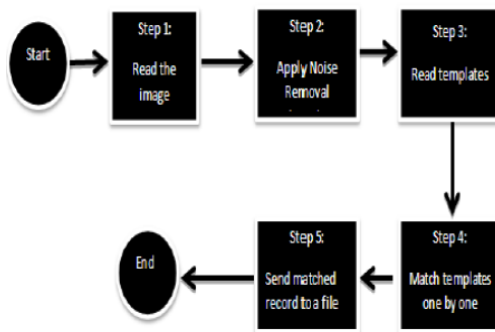 Start
Step 1:
Read the
image
Step 2:
Apply Noise
Removal
Step 3:
Read templates
Step 4:
Match templates
one by one
Step 5:
Send matched
record to a file
End